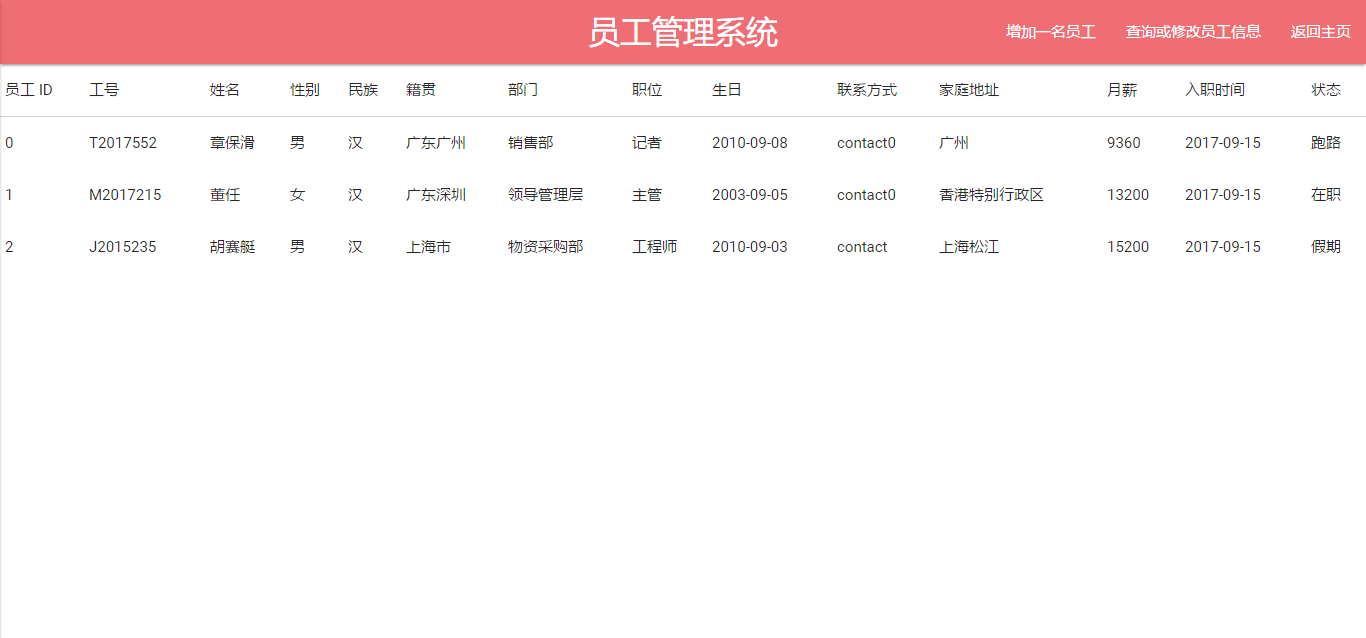 员工管理系统 增加一名员工 查询或修改员工信息 返回主页
员工 ID 工号 姓名 性别 民族 籍贯 部门 职位 生日 联系方式 家庭地址 月薪 入职时间 状态
0 T2017552 章保滑 男 汉 广东广州 销售部 记者 2010-09-08 contact0 广州 9360 2017-09-15 跑路
1 M2017215 董任 女 汉 广东深圳 领导管理层 主管 2003-09-05 contact0 香港特别行政区 13200 2017-09-15 在职
2 J2015235 胡赛艇 男 汉 上海市 物资采购部 工程师 2010-09-03 contact 上海松江 15200 2017-09-15 假期